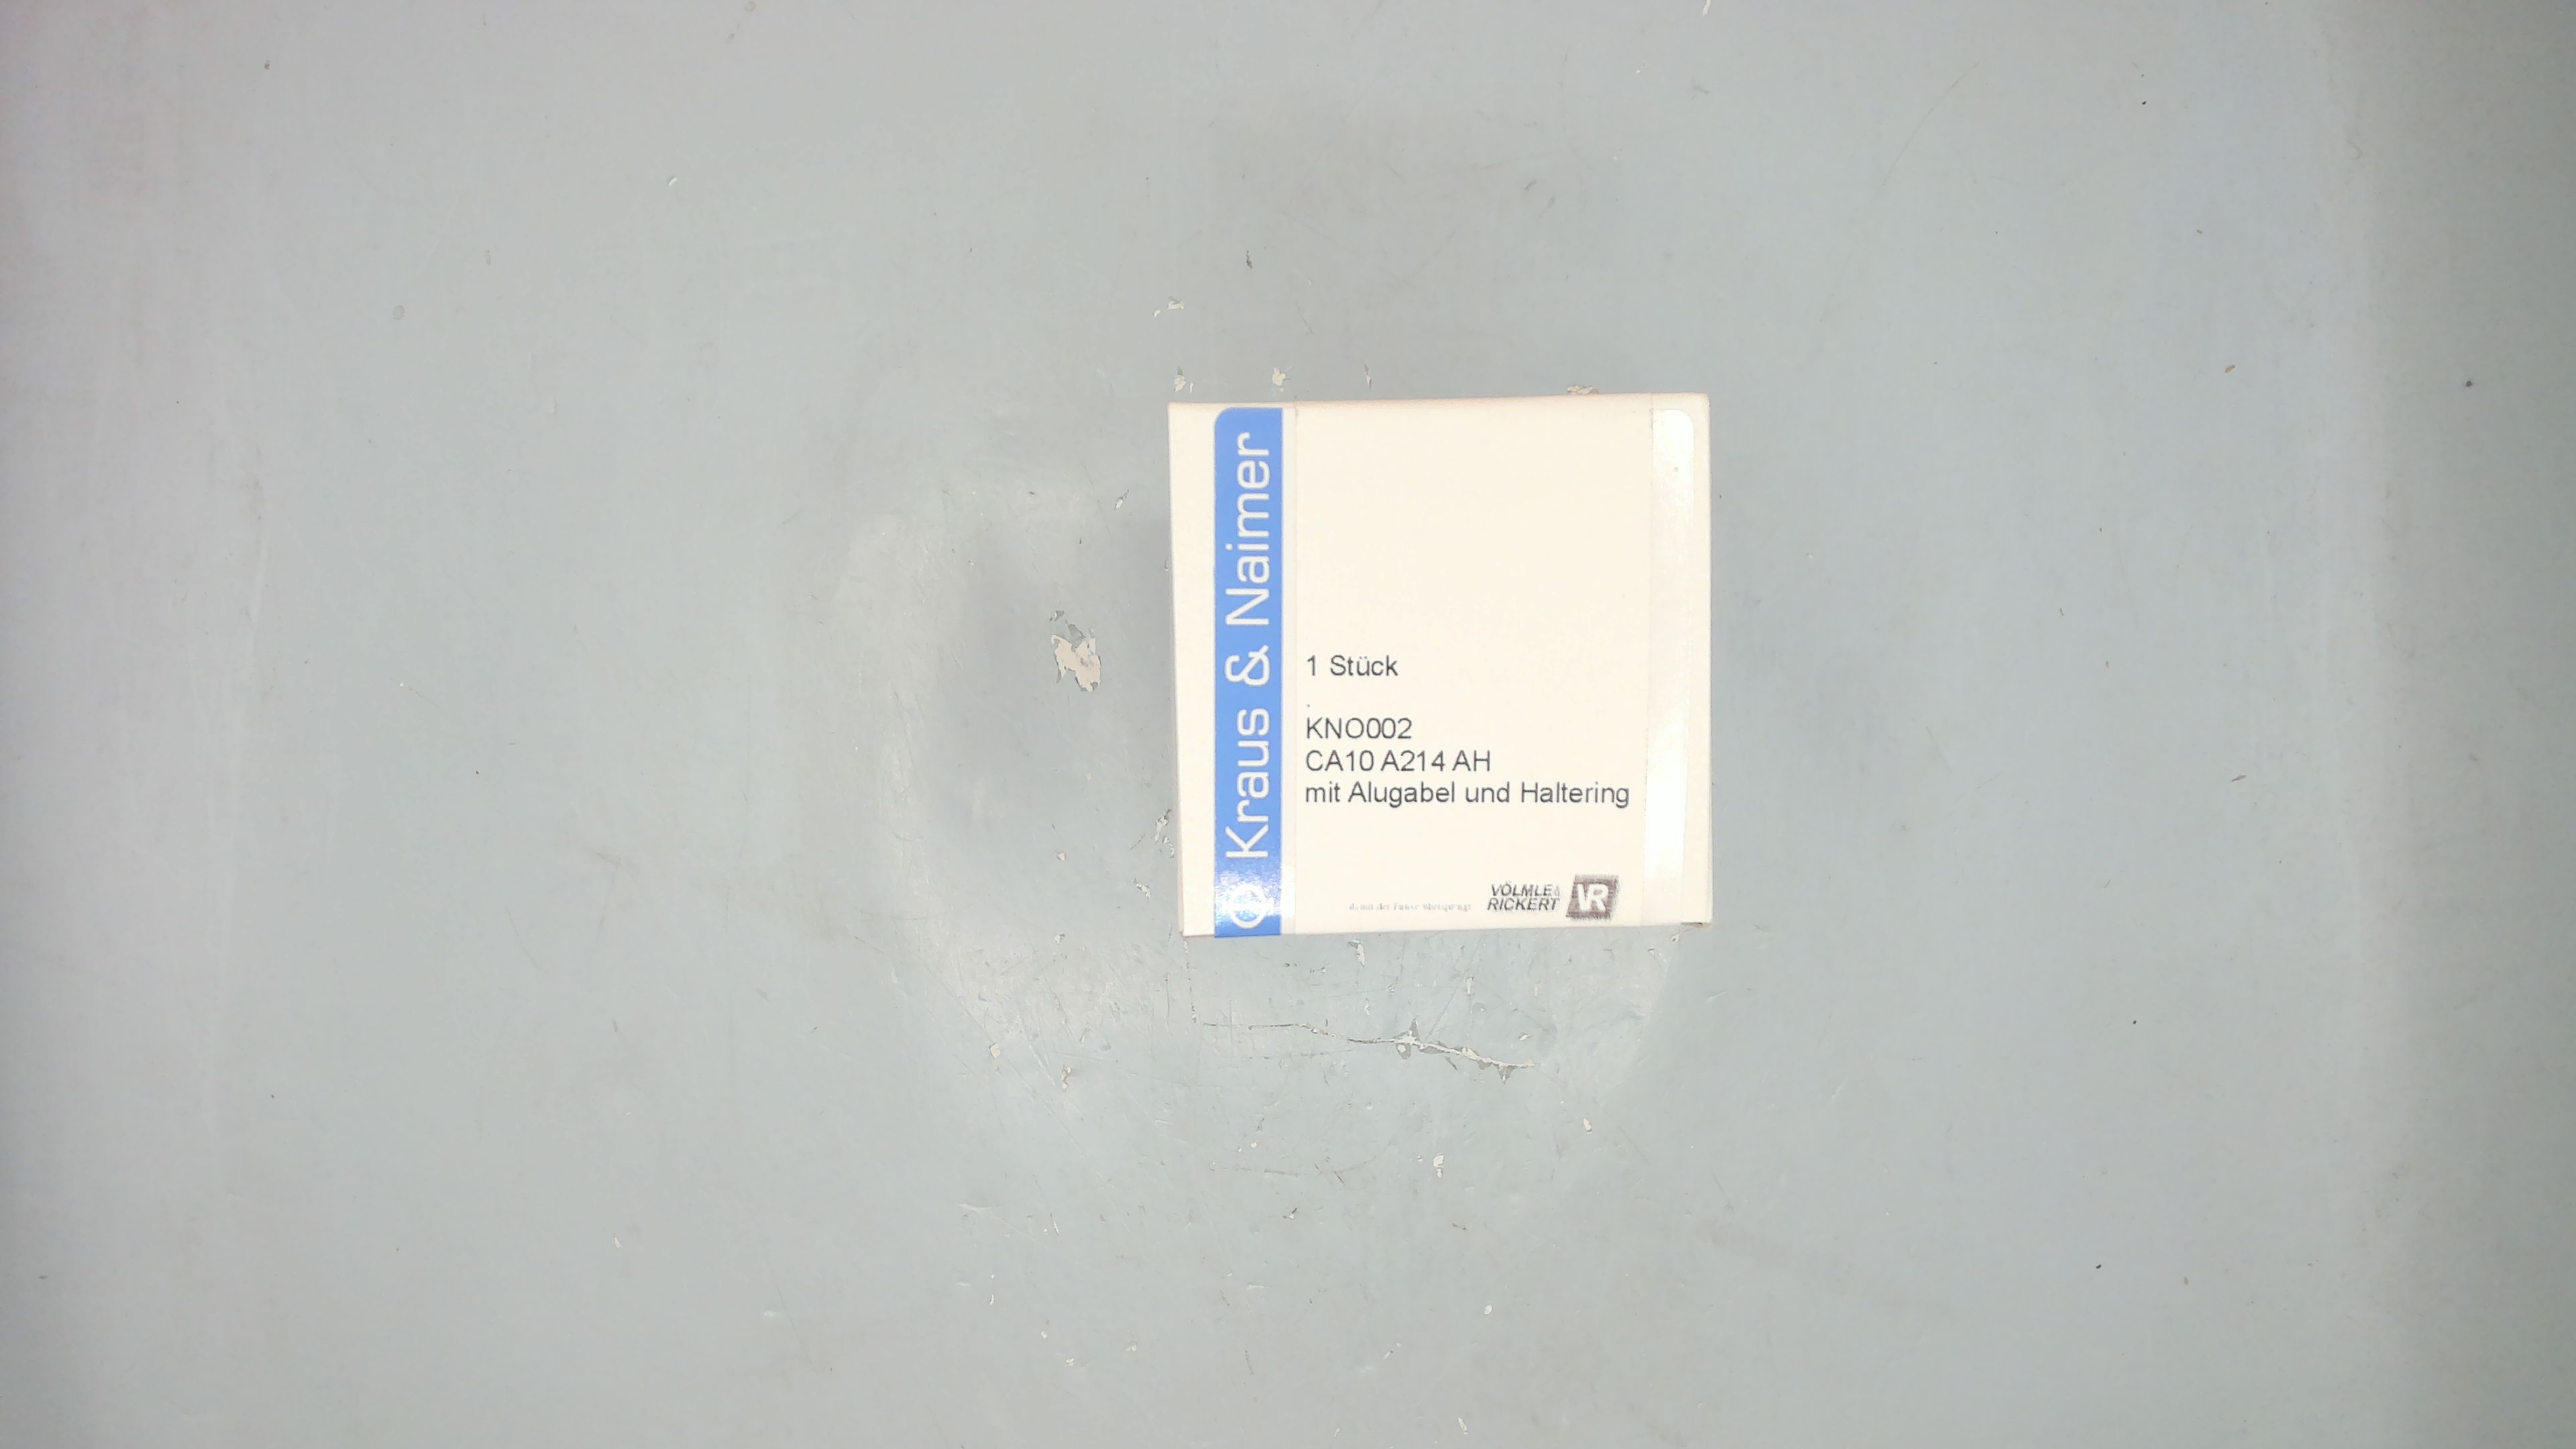 Kraus & Naimer
1 Stück
KNO002
CA10 A214 AH
mit Alugabel und Haltering
VÖLMLE&
RICKERT
VR